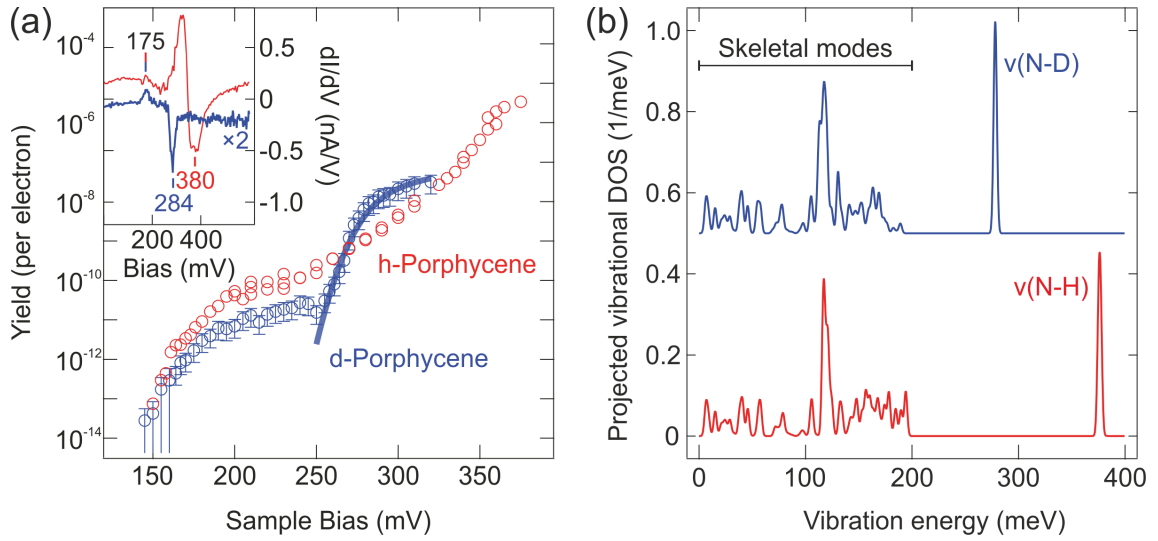 (a)
10-4
10-6
10-8
10-10
10-12
10-14
Yield (per electron)
150
200
250
300
350
Sample Bias (mV)
175
×2
380
284
0.5
0
-0.5
-1.0
dI/dV (nA/V)
200 400
Bias (mV)
h-Porphycene
d-Porphycene
(b)
1.0
0.8
0.6
0.4
0.2
0
Projected vibrational DOS (1/meV)
Skeletal modes
ν(N-D)
ν(N-H)
0
100
200
300
400
Vibration energy (meV)